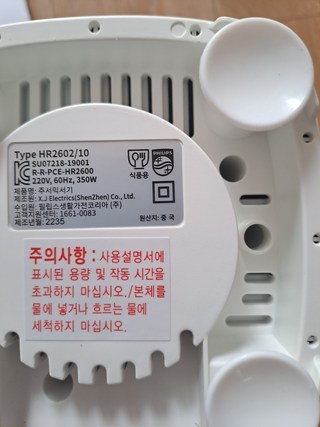 Type HR2602/10
SU07218-19001
R-R-PCE-HR2600
220V, 60Hz, 350W
식품용
PHILIPS
제품명: 주서믹서기
제조원: X.J Electrics(ShenZhen) Co., Ltd.
수입원: 필립스생활가전코리아 (주)
고객지원센터: 1661-0083
제조년월: 2235
원산지: 중 국
주의사항 : 사용설명서에
표시된 용량 및 작동 시간을
초과하지 마십시오./본체를
물에 넣거나 흐르는 물에
세척하지 마십시오.